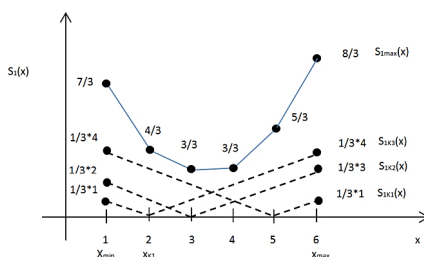 8/3 S₁max(x)
S₁(x)
7/3
5/3
4/3
3/3 3/3
1/3*4 1/3*4 S₁K3(x)
1/3*2 1/3*3 S₁K2(x)
1/3*1 1/3*1 S₁K1(x)
1 2 3 4 5 6 x
Xmin xK1 xmax